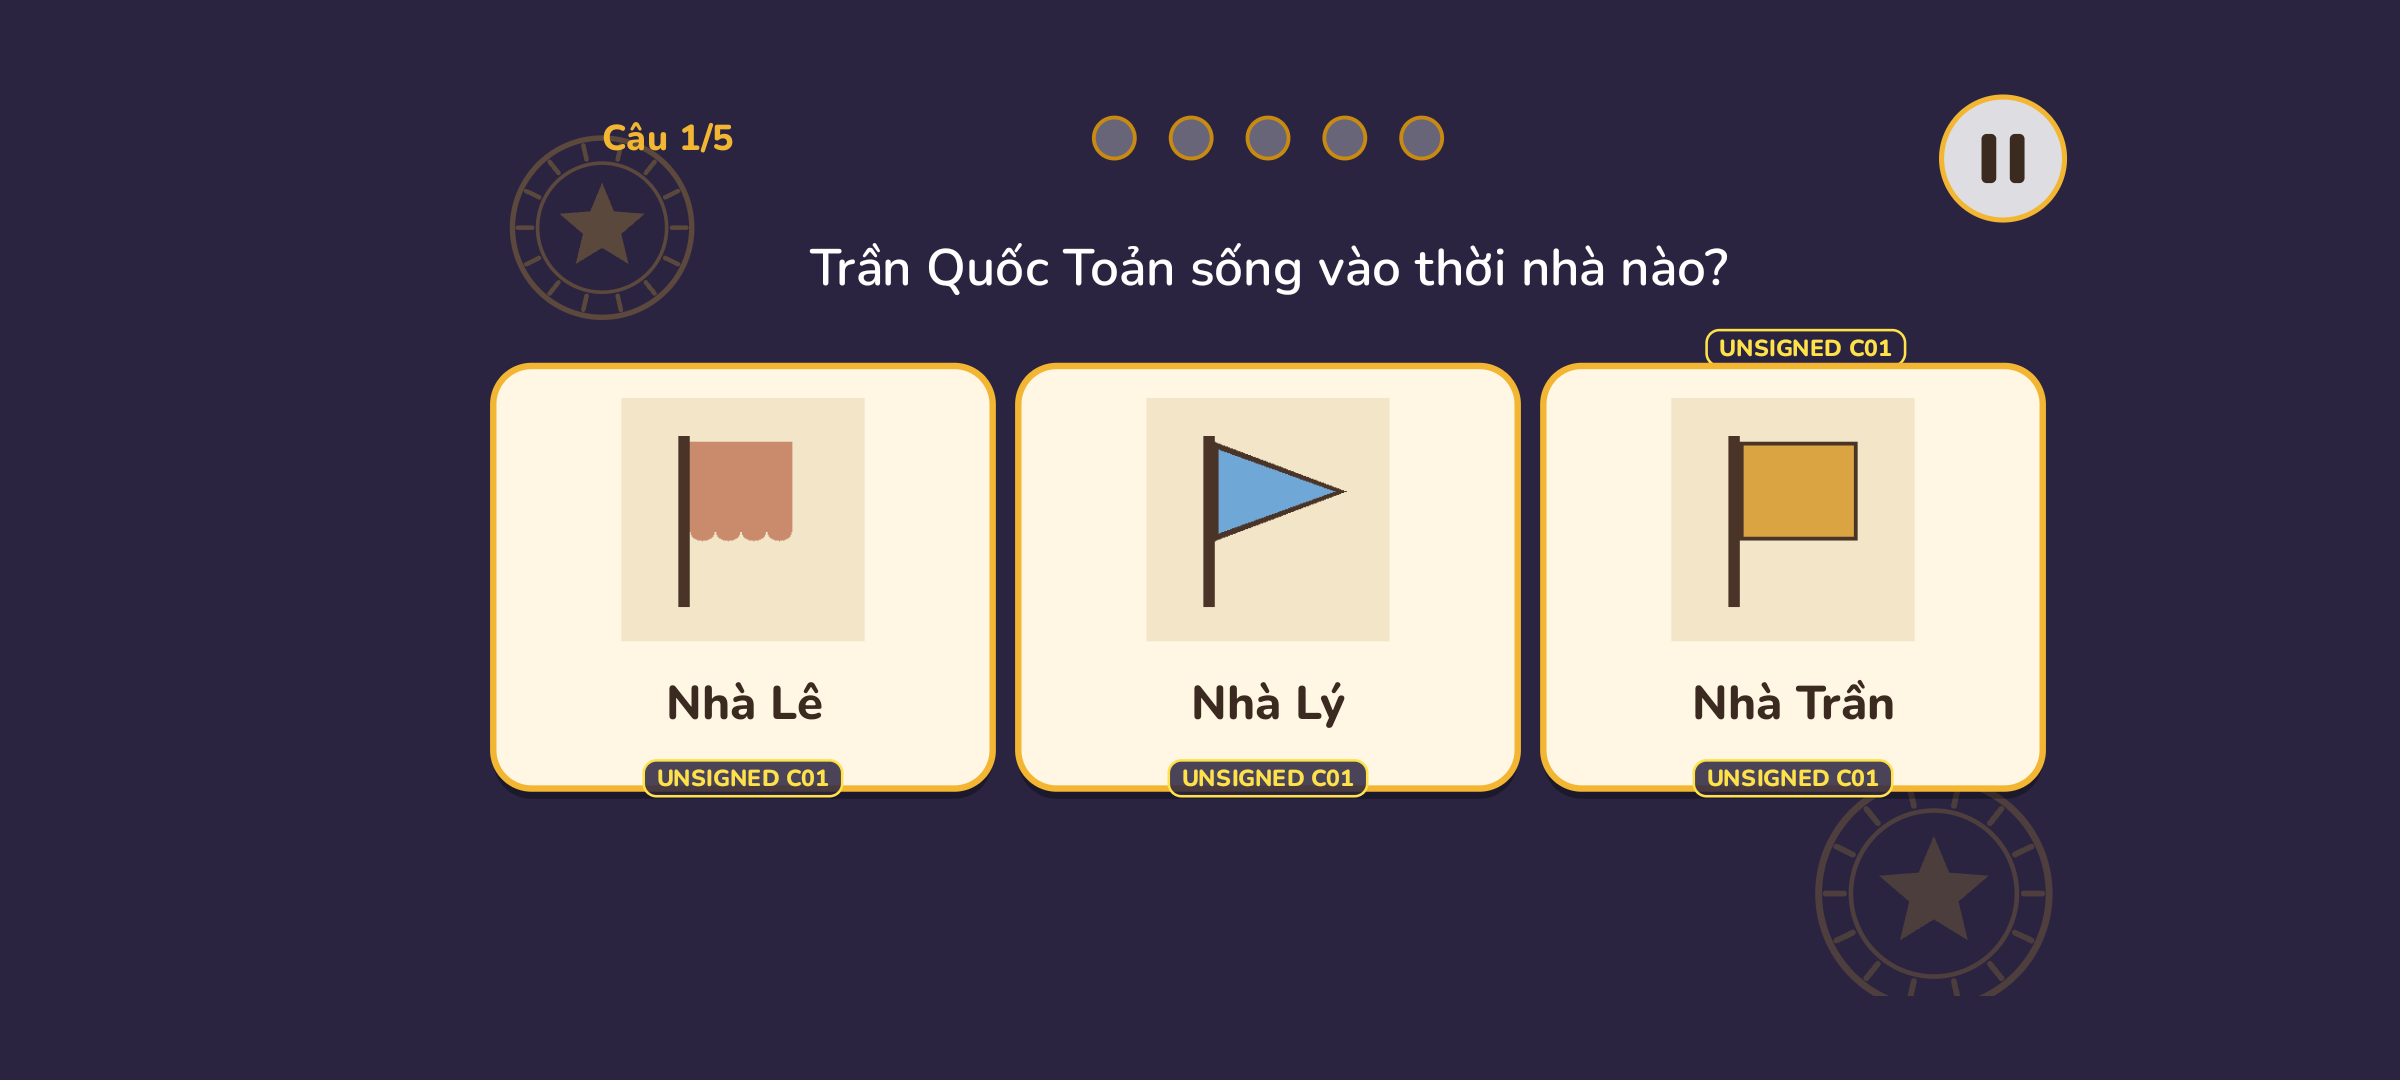 Câu 1/5
Trần Quốc Toản sống vào thời nhà nào?
UNSIGNED C01
Nhà Lê
Nhà Lý
Nhà Trần
UNSIGNED C01
UNSIGNED C01
UNSIGNED C01